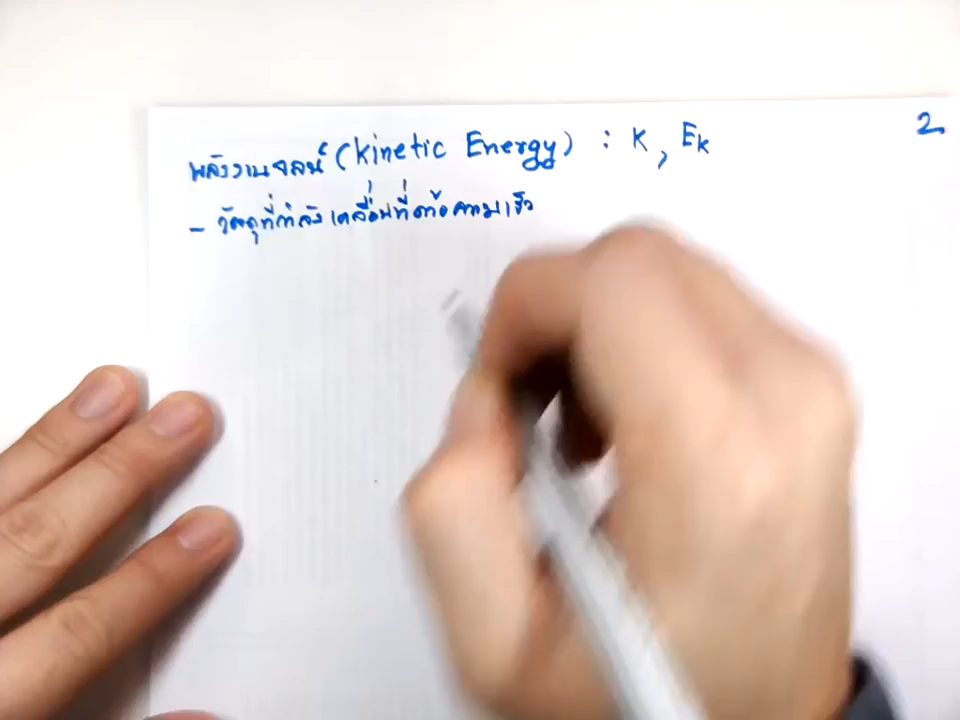 พลังงานจลน์ (kinetic Energy) : K , Ek
2
- วัตถุที่กำลังเคลื่อนที่ด้วยความเร็ว